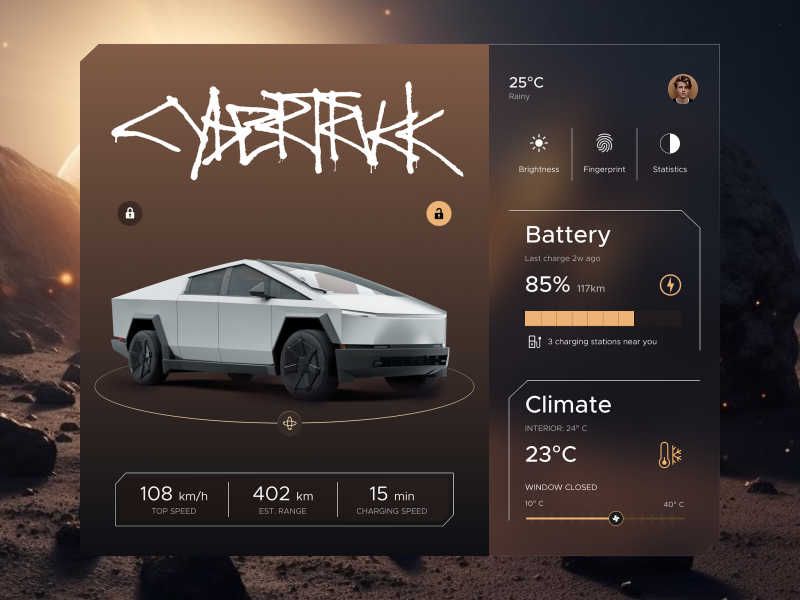 CYBERTRUCK
108 km/h
TOP SPEED
402 km
EST. RANGE
15 min
CHARGING SPEED
25°C
Rainy
Brightness
Fingerprint
Statistics
Battery
Last charge 2w ago
85% 117km
3 charging stations near you
Climate
INTERIOR: 24° C
23°C
WINDOW CLOSED
10° C
40° C